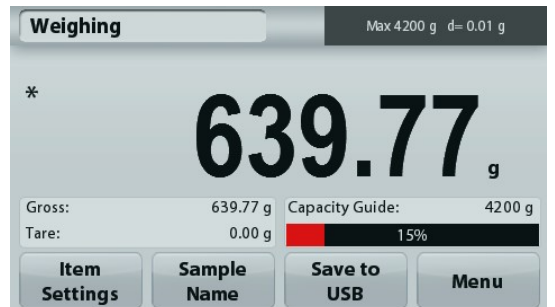 Weighing
Max 4200 g d= 0.01 g
*
639.77 g
Gross: 639.77 g
Tare: 0.00 g
Capacity Guide: 4200 g
15%
Item Settings
Sample Name
Save to USB
Menu